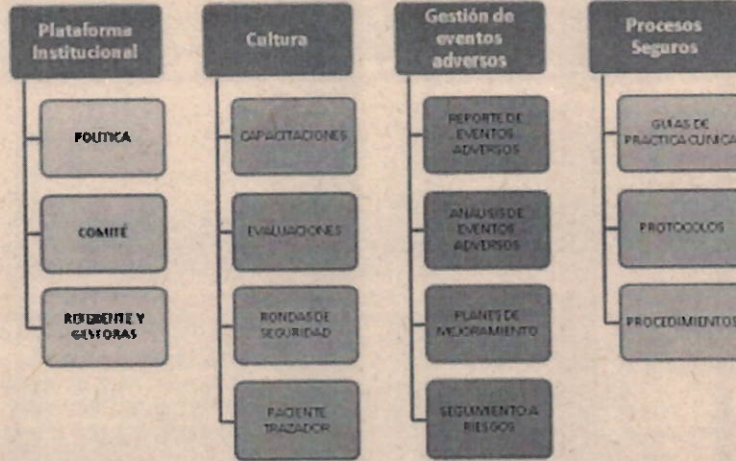 Plataforma
Institucional
POLITICA
COMITÉ
REFERENTE Y
GESTORAS
Cultura
CAPACITACIONES
EVALUACIONES
RONDAS DE
SEGURIDAD
PACIENTE
TRAZADOR
Gestión de
eventos
adversos
REPORTE DE
EVENTOS
ADVERSOS
ANALISIS DE
EVENTOS
ADVERSOS
PLANES DE
MEJORAMIENTO
SEGUIMIENTO A
RIESGOS
Procesos
Seguros
GUIAS DE
PRACTICA CLINICA
PROTOCOLOS
PROCEDIMIENTOS